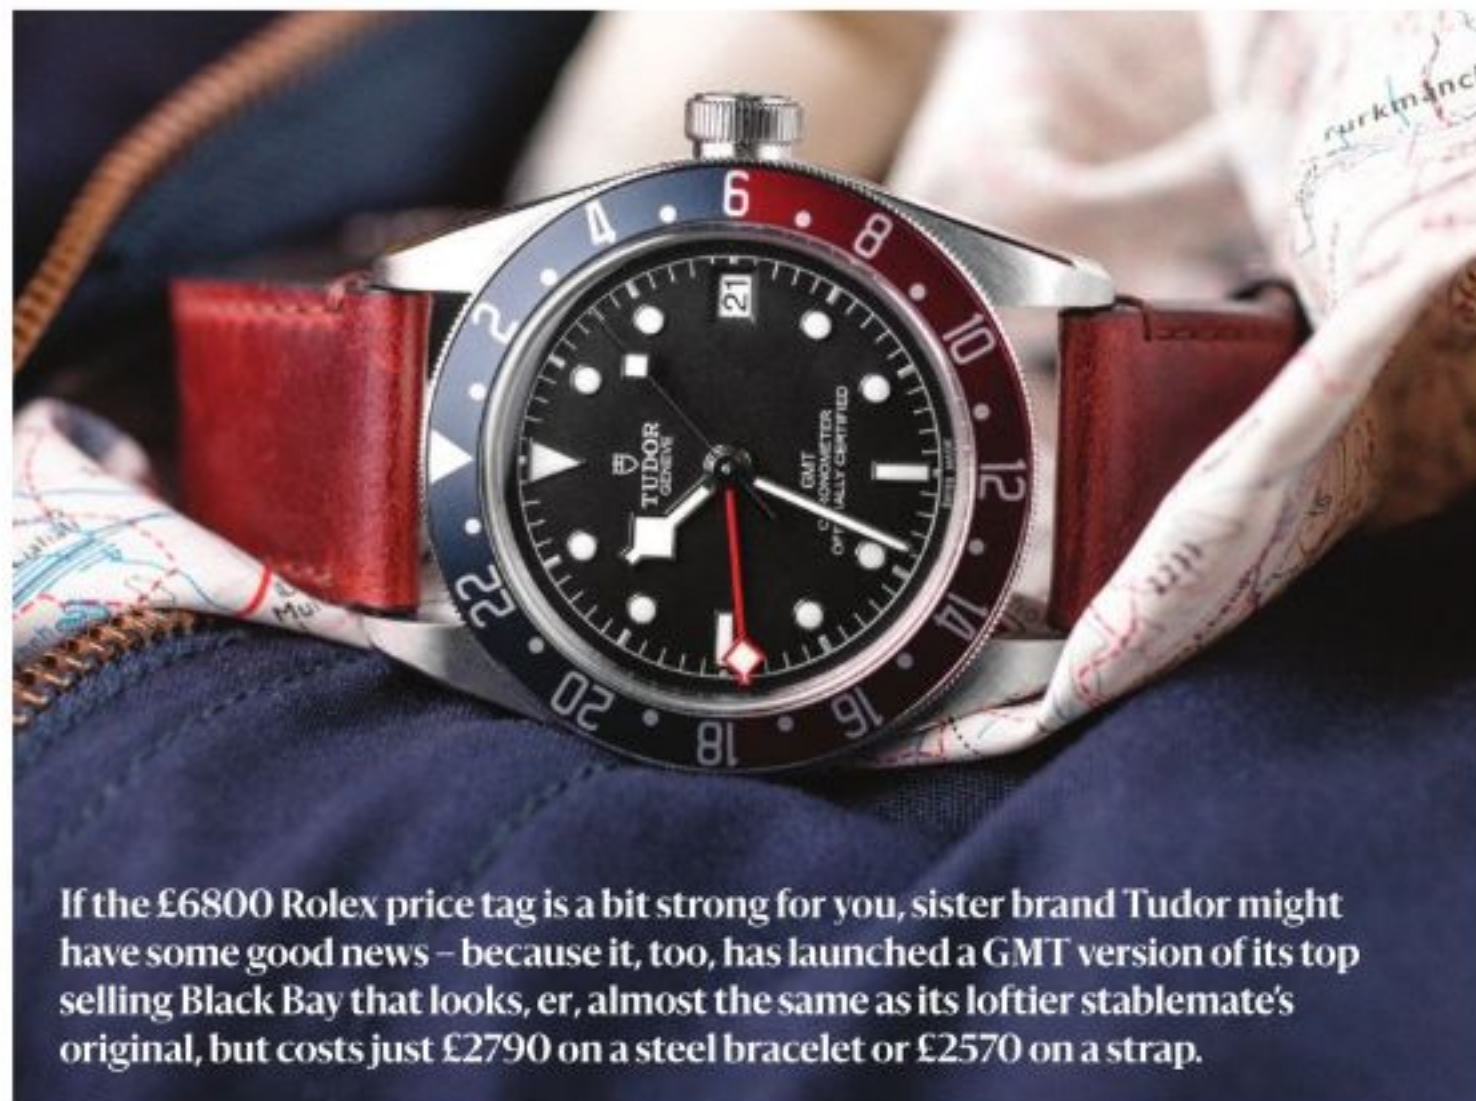 If the £6800 Rolex price tag is a bit strong for you, sister brand Tudor might
have some good news – because it, too, has launched a GMT version of its top
selling Black Bay that looks, er, almost the same as its loftier stablemate's
original, but costs just £2790 on a steel bracelet or £2570 on a strap.
TUDOR
GENEVE
GMT
21
2
4
6
8
10
12
14
16
18
20
22